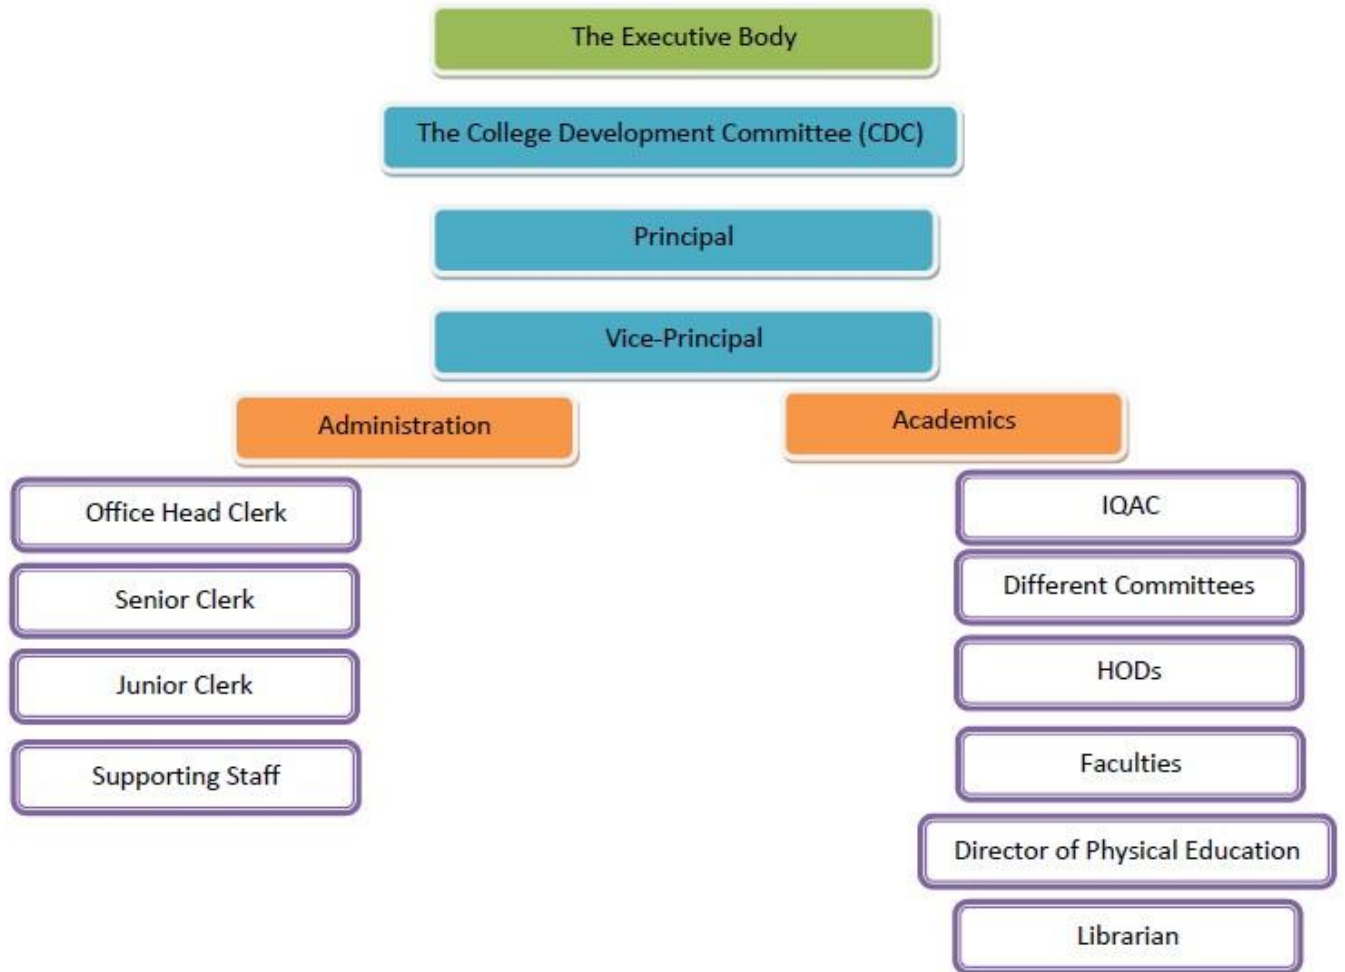 The Executive Body
The College Development Committee (CDC)
Principal
Vice-Principal
Administration
Academics
Office Head Clerk
Senior Clerk
Junior Clerk
Supporting Staff
IQAC
Different Committees
HODs
Faculties
Director of Physical Education
Librarian